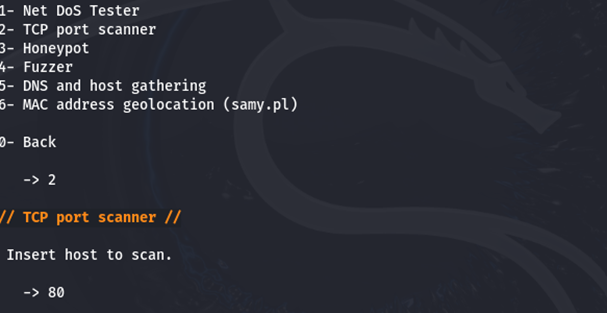 1- Net DoS Tester
2- TCP port scanner
3- Honeypot
4- Fuzzer
5- DNS and host gathering
6- MAC address geolocation (samy.pl)
0- Back
-> 2
// TCP port scanner //
Insert host to scan.
-> 80